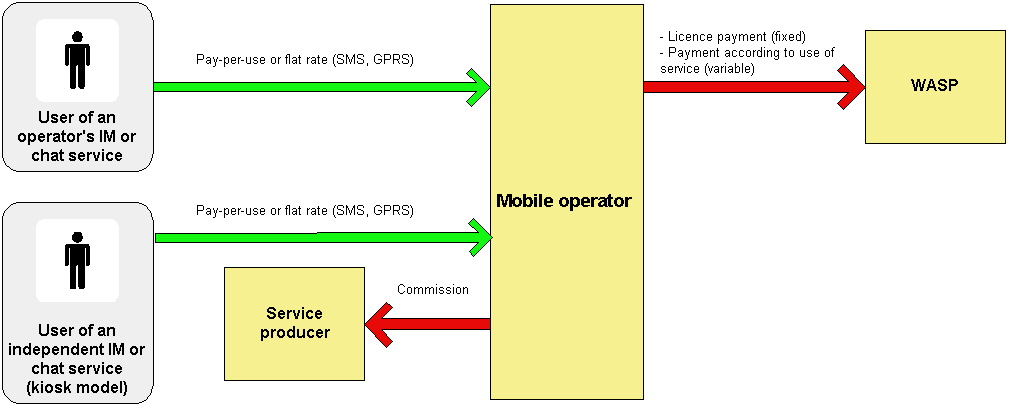 User of an
operator's IM or
chat service
Pay-per-use or flat rate (SMS, GPRS)
Mobile operator
- Licence payment (fixed)
- Payment according to use of
service (variable)
WASP
User of an
independent IM or
chat service
(kiosk model)
Pay-per-use or flat rate (SMS, GPRS)
Service
producer
Commission